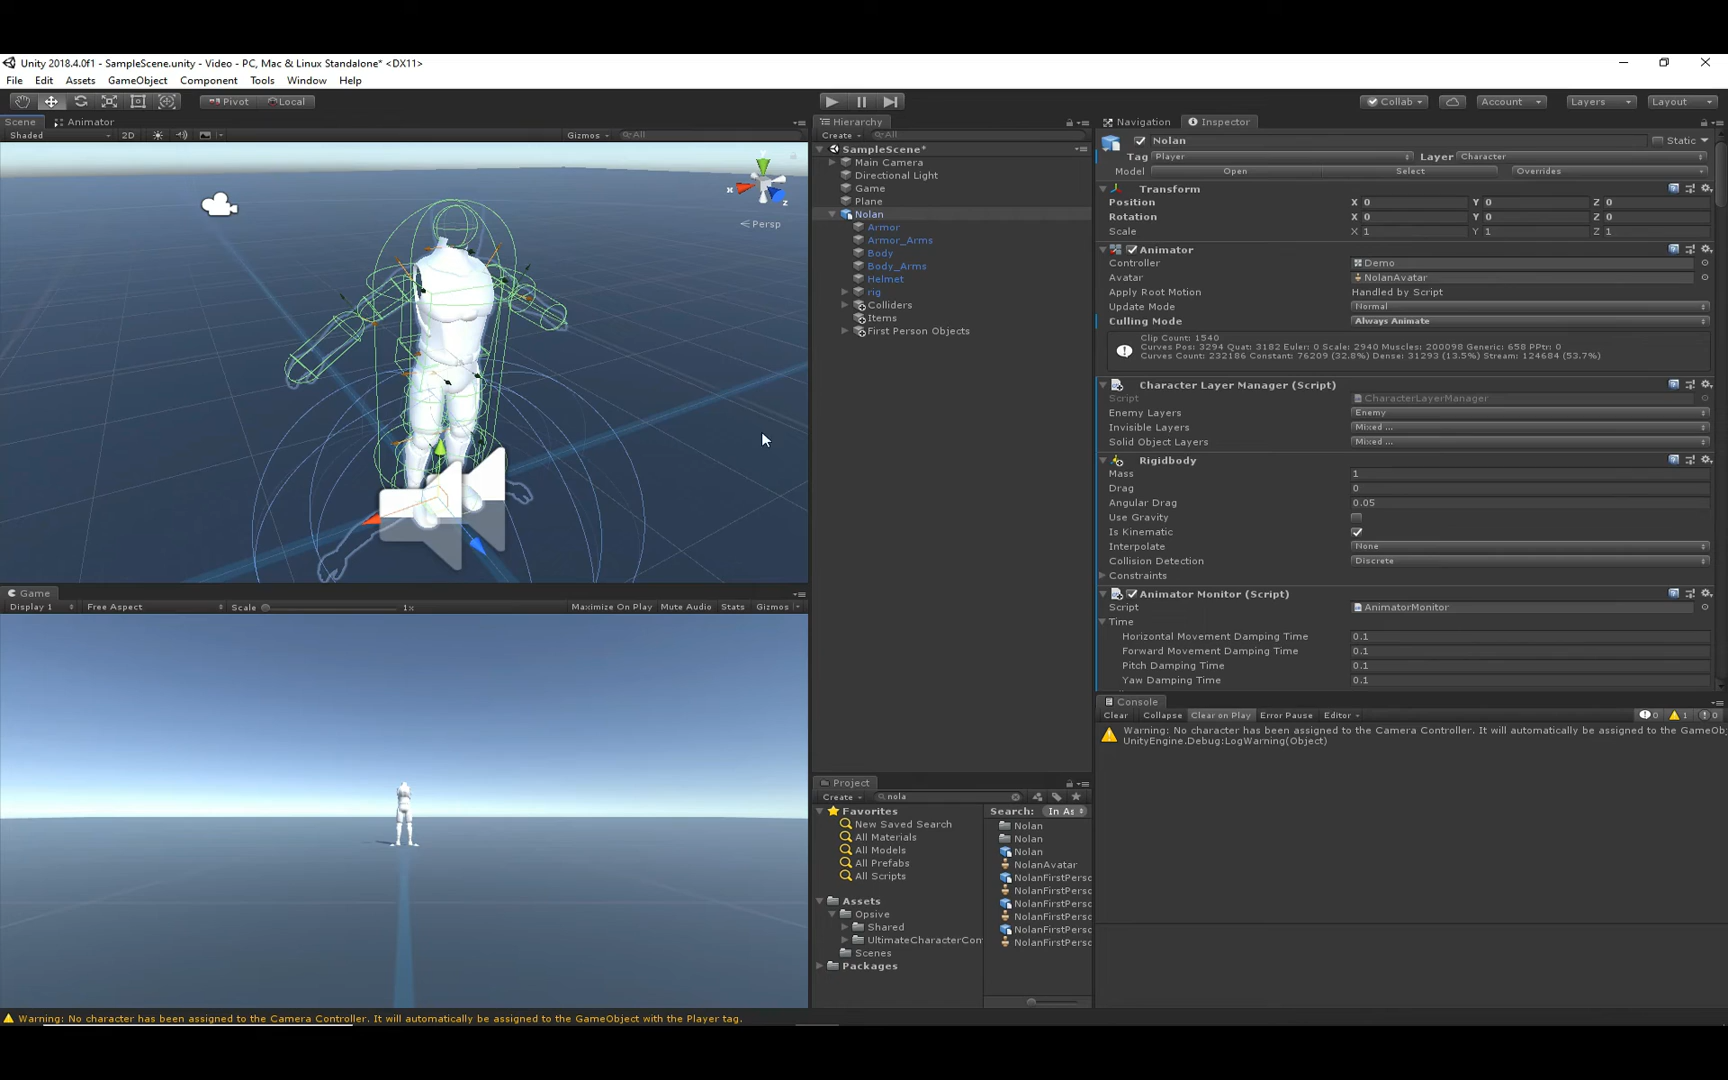 Unity 2018.4.0f1 - SampleScene.unity - Video - PC, Mac & Linux Standalone* <DX11>
File Edit Assets GameObject Component Tools Window Help
Pivot Local
Collab Account Layers Layout
Scene Animator
Shaded 2D Gizmos All
x z
Persp
Game
Display 1 Free Aspect Scale 1x Maximize On Play Mute Audio Stats Gizmos
Hierarchy
Create All
SampleScene*
Main Camera
Directional Light
Game
Plane
Nolan
Armor
Armor_Arms
Body
Body_Arms
Helmet
rig
Colliders
Items
First Person Objects
Project
Create nola
Favorites
New Saved Search
All Materials
All Models
All Prefabs
All Scripts
Assets
Opsive
Shared
UltimateCharacterCon
Scenes
Packages
Search: In As
Nolan
Nolan
Nolan
NolanAvatar
NolanFirstPerso
NolanFirstPerso
NolanFirstPerso
NolanFirstPerso
NolanFirstPerso
NolanFirstPerso
Navigation Inspector
Nolan Static
Tag Player Layer Character
Model Open Select Overrides
Transform
Position X 0 Y 0 Z 0
Rotation X 0 Y 0 Z 0
Scale X 1 Y 1 Z 1
Animator
Controller Demo
Avatar NolanAvatar
Apply Root Motion Handled by Script
Update Mode Normal
Culling Mode Always Animate
Clip Count: 1540
Curves Pos: 3294 Quat: 3182 Euler: 0 Scale: 2940 Muscles: 200098 Generic: 658 PPtr: 0
Curves Count: 232186 Constant: 76209 (32.8%) Dense: 31293 (13.5%) Stream: 124684 (53.7%)
Character Layer Manager (Script)
Script CharacterLayerManager
Enemy Layers Enemy
Invisible Layers Mixed ...
Solid Object Layers Mixed ...
Rigidbody
Mass 1
Drag 0
Angular Drag 0.05
Use Gravity
Is Kinematic
Interpolate None
Collision Detection Discrete
Constraints
Animator Monitor (Script)
Script AnimatorMonitor
Time
Horizontal Movement Damping Time 0.1
Forward Movement Damping Time 0.1
Pitch Damping Time 0.1
Yaw Damping Time 0.1
Console
Clear Collapse Clear on Play Error Pause Editor 0 1 0
Warning: No character has been assigned to the Camera Controller. It will automatically be assigned to the GameObj
UnityEngine.Debug:LogWarning(Object)
Warning: No character has been assigned to the Camera Controller. It will automatically be assigned to the GameObject with the Player tag.